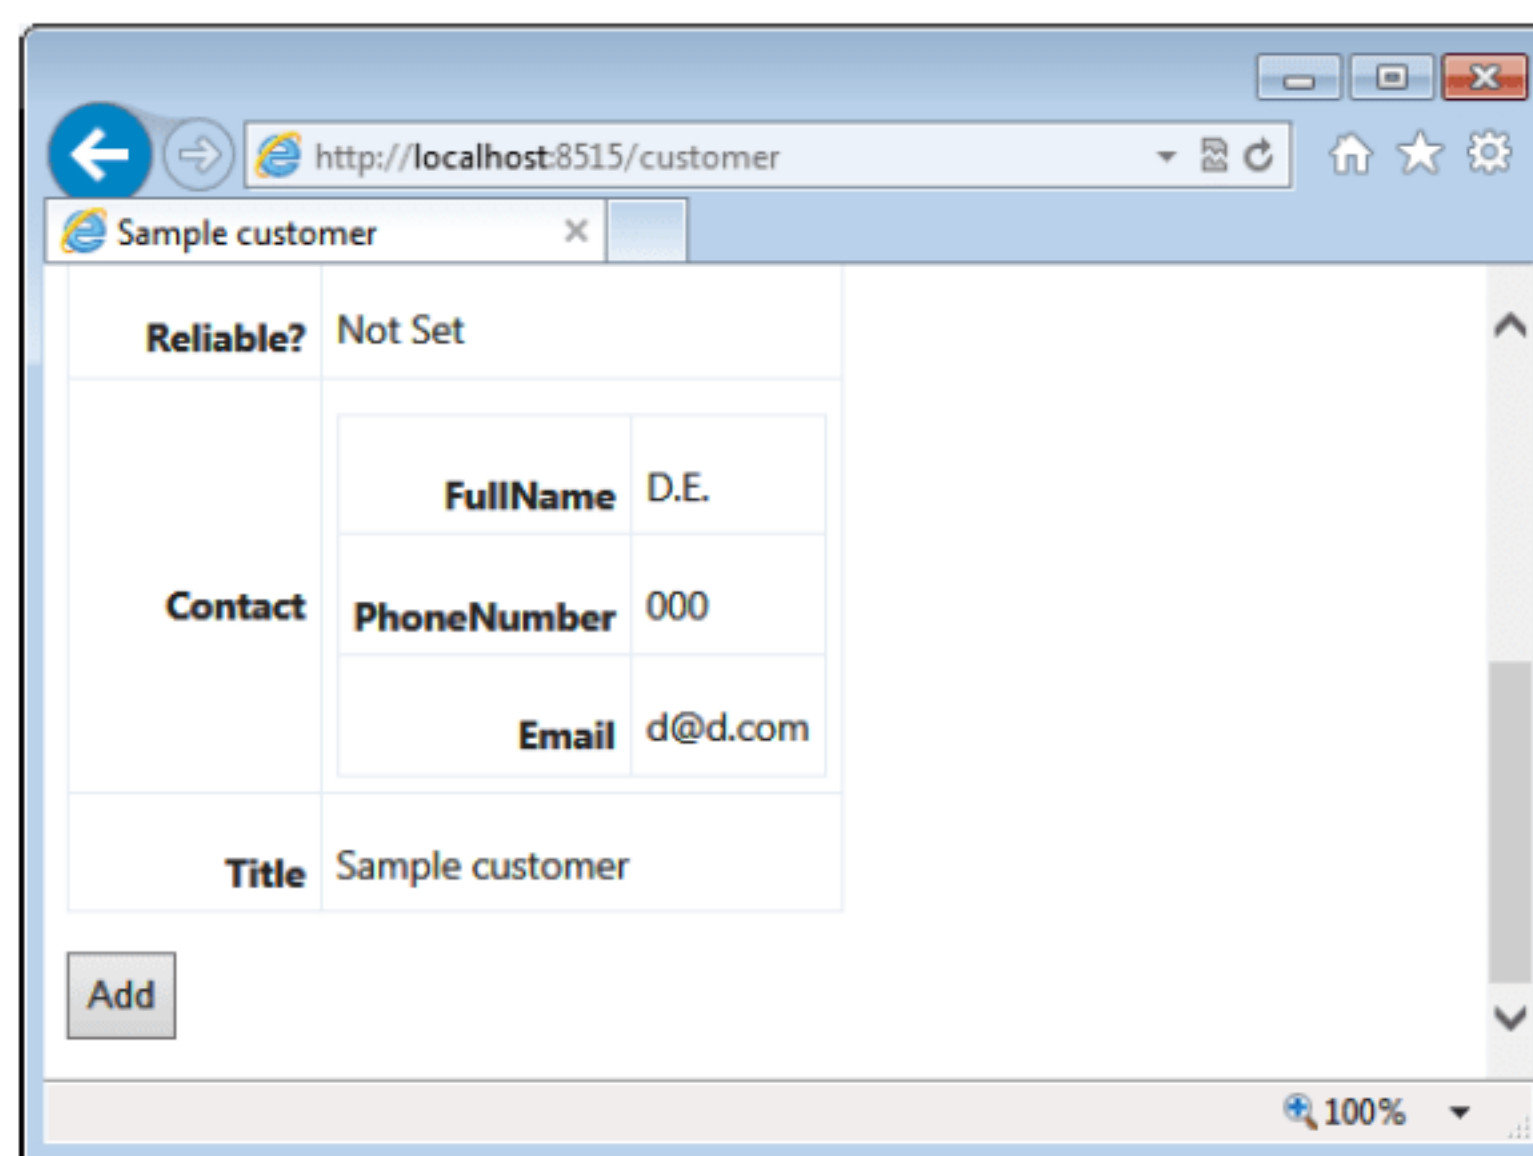 http://localhost:8515/customer
Sample customer
Reliable? Not Set
FullName D.E.
Contact PhoneNumber 000
Email d@d.com
Title Sample customer
Add
100%